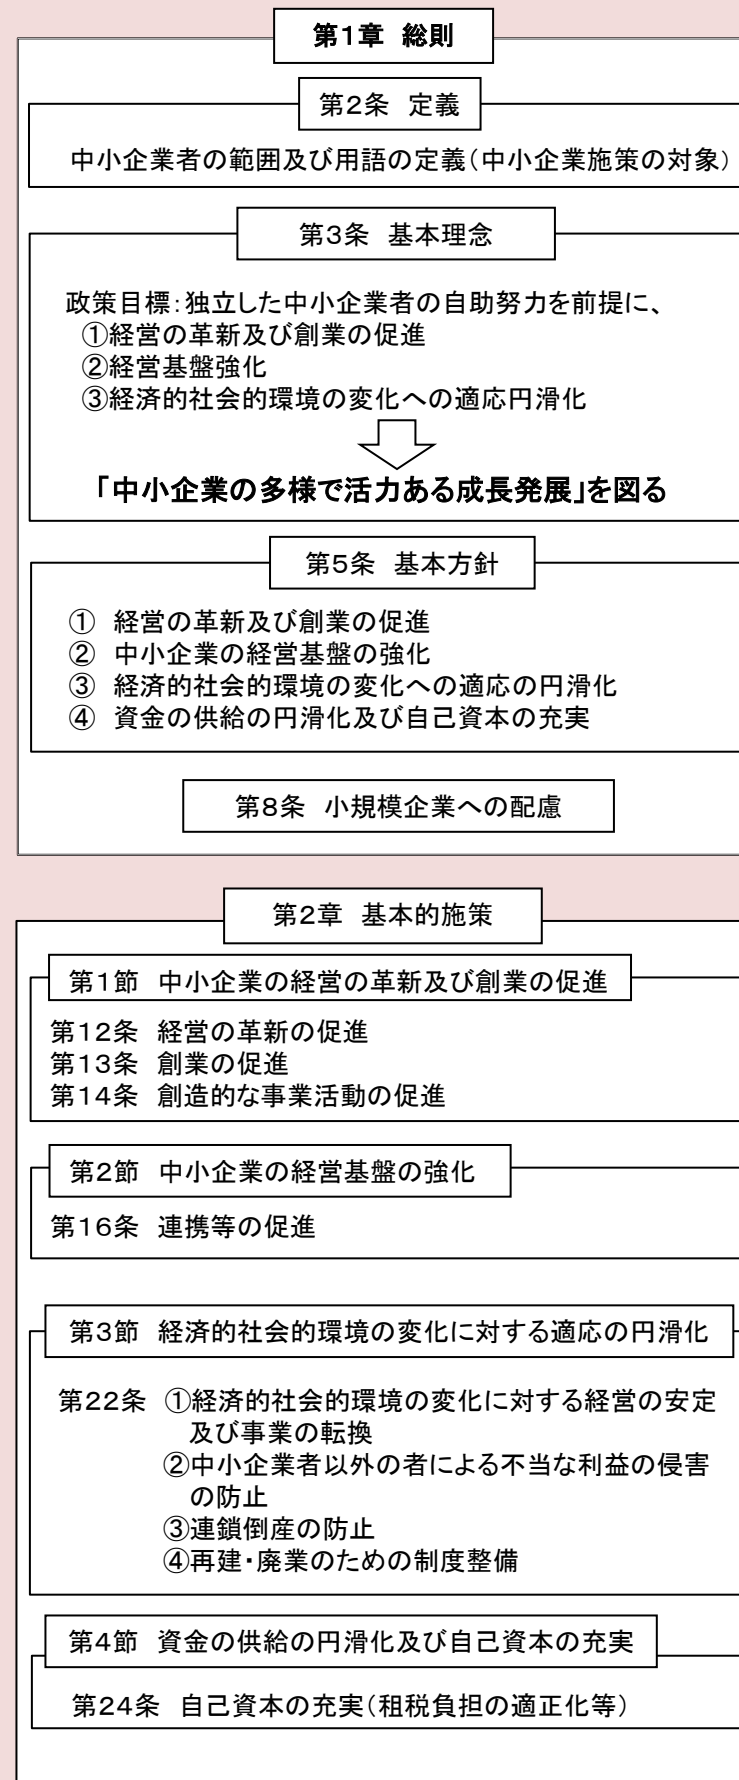 第1章 総則
第2条 定義
中小企業者の範囲及び用語の定義(中小企業施策の対象)
第3条 基本理念
政策目標:独立した中小企業者の自助努力を前提に、
①経営の革新及び創業の促進
②経営基盤強化
③経済的社会的環境の変化への適応円滑化
「中小企業の多様で活力ある成長発展」を図る
第5条 基本方針
① 経営の革新及び創業の促進
② 中小企業の経営基盤の強化
③ 経済的社会的環境の変化への適応の円滑化
④ 資金の供給の円滑化及び自己資本の充実
第8条 小規模企業への配慮
第2章 基本的施策
第1節 中小企業の経営の革新及び創業の促進
第12条 経営の革新の促進
第13条 創業の促進
第14条 創造的な事業活動の促進
第2節 中小企業の経営基盤の強化
第16条 連携等の促進
第3節 経済的社会的環境の変化に対する適応の円滑化
第22条 ①経済的社会的環境の変化に対する経営の安定
及び事業の転換
②中小企業者以外の者による不当な利益の侵害
の防止
③連鎖倒産の防止
④再建・廃業のための制度整備
第4節 資金の供給の円滑化及び自己資本の充実
第24条 自己資本の充実(租税負担の適正化等)